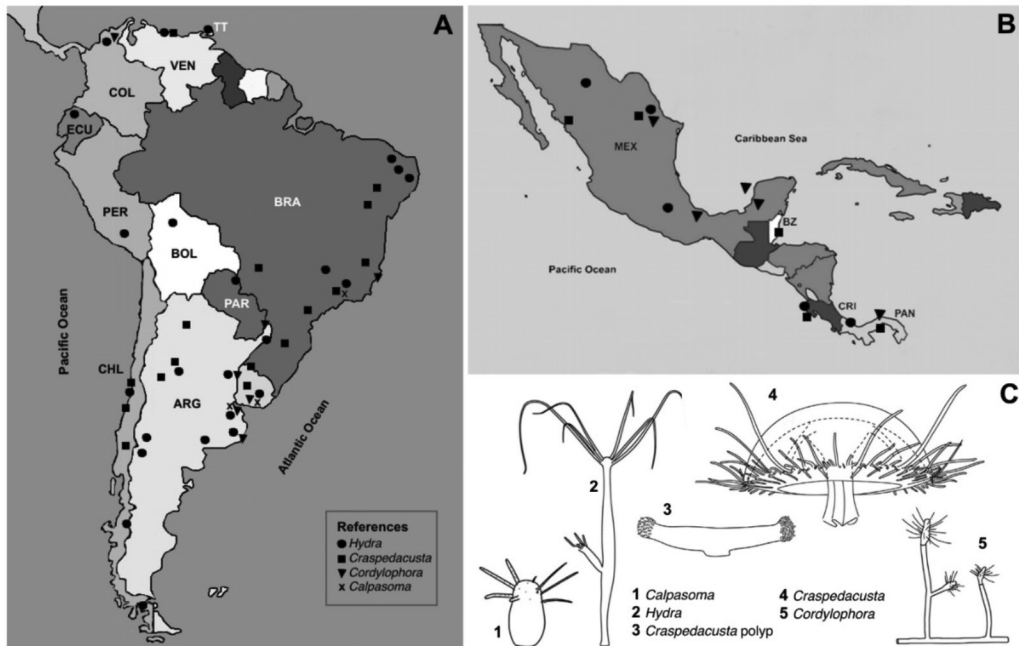 A
TT
VEN
COL
ECU
PER
BRA
BOL
PAR
CHL
ARG
Pacific Ocean
Atlantic Ocean
References
Hydra
Craspedacusta
Cordylophora
x Calpasoma
B
Caribbean Sea
MEX
BZ
Pacific Ocean
CRI
PAN
C
4
2
3
5
1
1 Calpasoma
2 Hydra
3 Craspedacusta polyp
4 Craspedacusta
5 Cordylophora